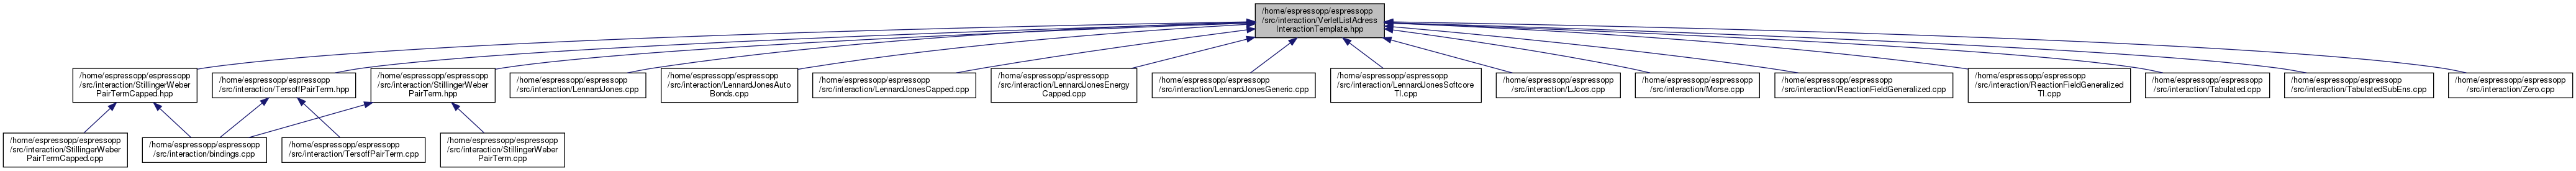 /home/espressopp/espressopp
/src/interaction/VerletListAdress
InteractionTemplate.hpp
/home/espressopp/espressopp
/src/interaction/StillingerWeber
PairTermCapped.hpp
/home/espressopp/espressopp
/src/interaction/TersoffPairTerm.hpp
/home/espressopp/espressopp
/src/interaction/StillingerWeber
PairTerm.hpp
/home/espressopp/espressopp
/src/interaction/LennardJones.cpp
/home/espressopp/espressopp
/src/interaction/LennardJonesAuto
Bonds.cpp
/home/espressopp/espressopp
/src/interaction/LennardJonesCapped.cpp
/home/espressopp/espressopp
/src/interaction/LennardJonesEnergy
Capped.cpp
/home/espressopp/espressopp
/src/interaction/LennardJonesGeneric.cpp
/home/espressopp/espressopp
/src/interaction/LennardJonesSoftcore
TI.cpp
/home/espressopp/espressopp
/src/interaction/LJcos.cpp
/home/espressopp/espressopp
/src/interaction/Morse.cpp
/home/espressopp/espressopp
/src/interaction/ReactionFieldGeneralized.cpp
/home/espressopp/espressopp
/src/interaction/ReactionFieldGeneralized
TI.cpp
/home/espressopp/espressopp
/src/interaction/Tabulated.cpp
/home/espressopp/espressopp
/src/interaction/TabulatedSubEns.cpp
/home/espressopp/espressopp
/src/interaction/Zero.cpp
/home/espressopp/espressopp
/src/interaction/StillingerWeber
PairTermCapped.cpp
/home/espressopp/espressopp
/src/interaction/bindings.cpp
/home/espressopp/espressopp
/src/interaction/TersoffPairTerm.cpp
/home/espressopp/espressopp
/src/interaction/StillingerWeber
PairTerm.cpp